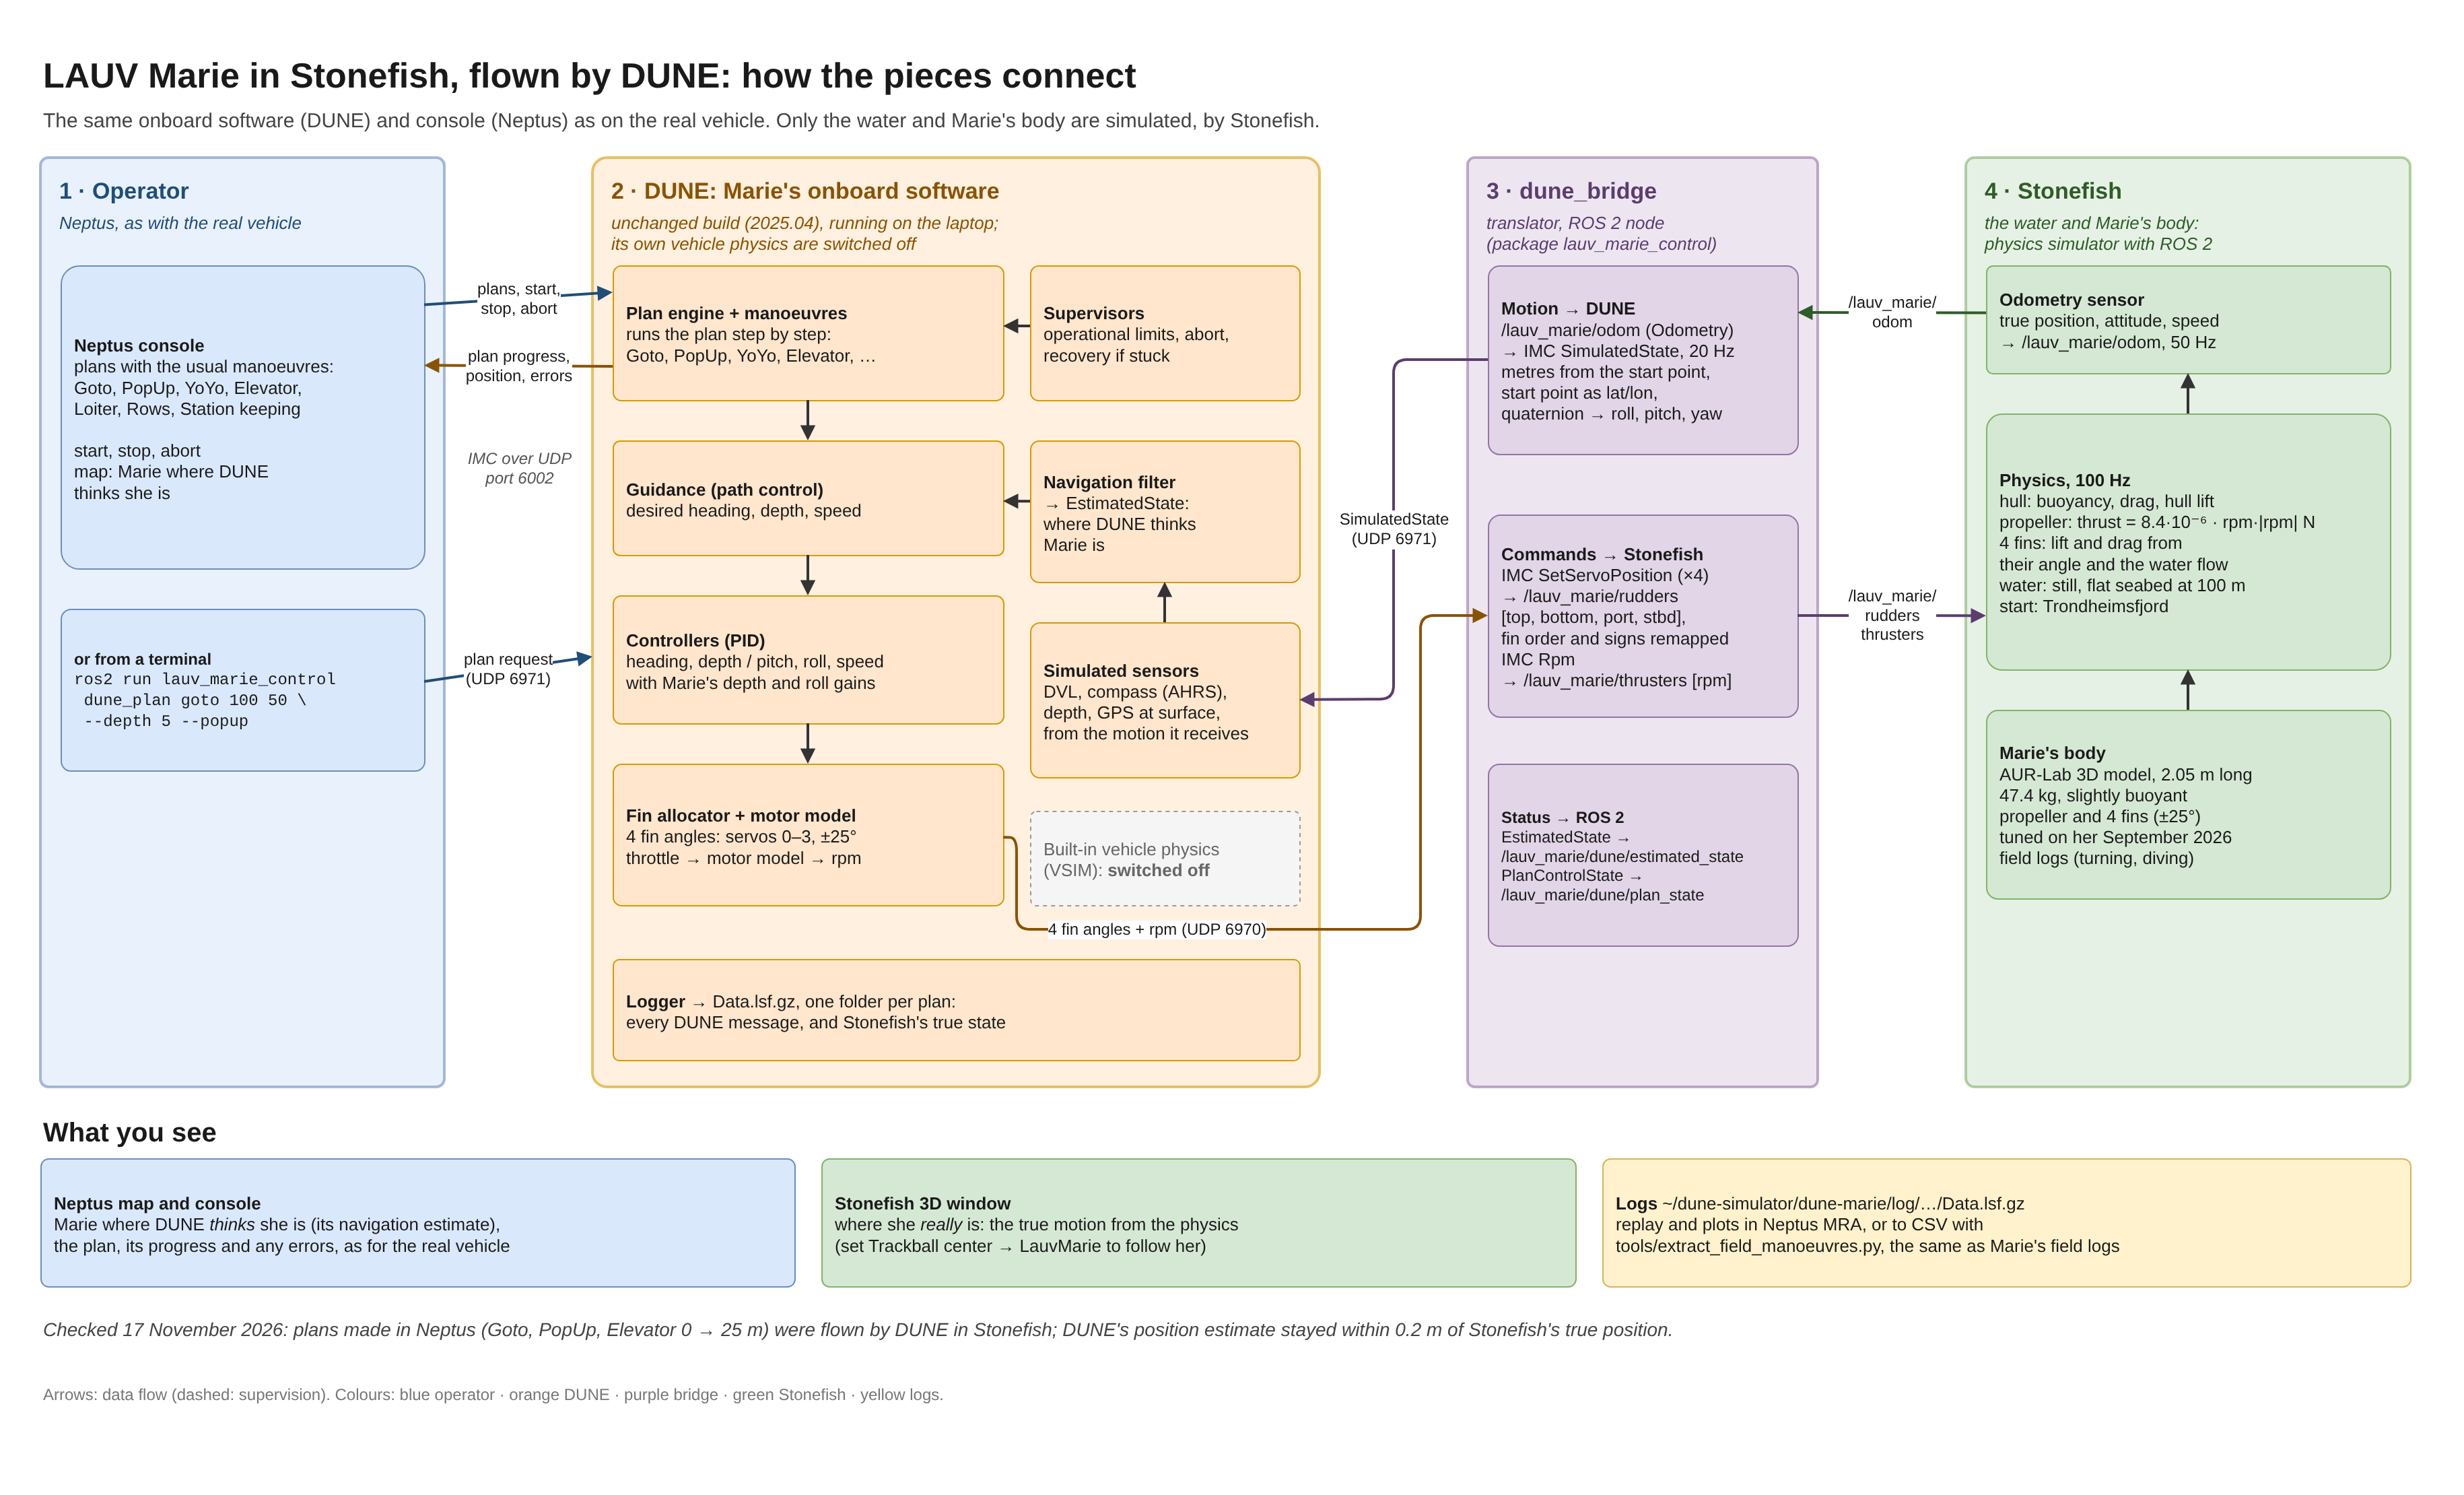 LAUV Marie in Stonefish, flown by DUNE: how the pieces connect
The same onboard software (DUNE) and console (Neptus) as on the real vehicle. Only the water and Marie's body are simulated, by Stonefish.
1 · Operator
Neptus, as with the real vehicle
Neptus console
plans with the usual manoeuvres:
Goto, PopUp, YoYo, Elevator,
Loiter, Rows, Station keeping
start, stop, abort
map: Marie where DUNE
thinks she is
or from a terminal
ros2 run lauv_marie_control
dune_plan goto 100 50 \
--depth 5 --popup
plans, start,
stop, abort
plan progress,
position, errors
IMC over UDP
port 6002
plan request
(UDP 6971)
2 · DUNE: Marie's onboard software
unchanged build (2025.04), running on the laptop;
its own vehicle physics are switched off
Plan engine + manoeuvres
runs the plan step by step:
Goto, PopUp, YoYo, Elevator, …
Supervisors
operational limits, abort,
recovery if stuck
Guidance (path control)
desired heading, depth, speed
Navigation filter
→ EstimatedState:
where DUNE thinks
Marie is
Controllers (PID)
heading, depth / pitch, roll, speed
with Marie's depth and roll gains
Simulated sensors
DVL, compass (AHRS),
depth, GPS at surface,
from the motion it receives
Fin allocator + motor model
4 fin angles: servos 0–3, ±25°
throttle → motor model → rpm
Built-in vehicle physics
(VSIM): switched off
4 fin angles + rpm (UDP 6970)
Logger → Data.lsf.gz, one folder per plan:
every DUNE message, and Stonefish's true state
SimulatedState
(UDP 6971)
3 · dune_bridge
translator, ROS 2 node
(package lauv_marie_control)
Motion → DUNE
/lauv_marie/odom (Odometry)
→ IMC SimulatedState, 20 Hz
metres from the start point,
start point as lat/lon,
quaternion → roll, pitch, yaw
Commands → Stonefish
IMC SetServoPosition (×4)
→ /lauv_marie/rudders
[top, bottom, port, stbd],
fin order and signs remapped
IMC Rpm
→ /lauv_marie/thrusters [rpm]
Status → ROS 2
EstimatedState →
/lauv_marie/dune/estimated_state
PlanControlState →
/lauv_marie/dune/plan_state
/lauv_marie/
odom
/lauv_marie/
rudders
thrusters
4 · Stonefish
the water and Marie's body:
physics simulator with ROS 2
Odometry sensor
true position, attitude, speed
→ /lauv_marie/odom, 50 Hz
Physics, 100 Hz
hull: buoyancy, drag, hull lift
propeller: thrust = 8.4·10⁻⁶ · rpm·|rpm| N
4 fins: lift and drag from
their angle and the water flow
water: still, flat seabed at 100 m
start: Trondheimsfjord
Marie's body
AUR-Lab 3D model, 2.05 m long
47.4 kg, slightly buoyant
propeller and 4 fins (±25°)
tuned on her September 2026
field logs (turning, diving)
What you see
Neptus map and console
Marie where DUNE thinks she is (its navigation estimate),
the plan, its progress and any errors, as for the real vehicle
Stonefish 3D window
where she really is: the true motion from the physics
(set Trackball center → LauvMarie to follow her)
Logs ~/dune-simulator/dune-marie/log/…/Data.lsf.gz
replay and plots in Neptus MRA, or to CSV with
tools/extract_field_manoeuvres.py, the same as Marie's field logs
Checked 17 November 2026: plans made in Neptus (Goto, PopUp, Elevator 0 → 25 m) were flown by DUNE in Stonefish; DUNE's position estimate stayed within 0.2 m of Stonefish's true position.
Arrows: data flow (dashed: supervision). Colours: blue operator · orange DUNE · purple bridge · green Stonefish · yellow logs.